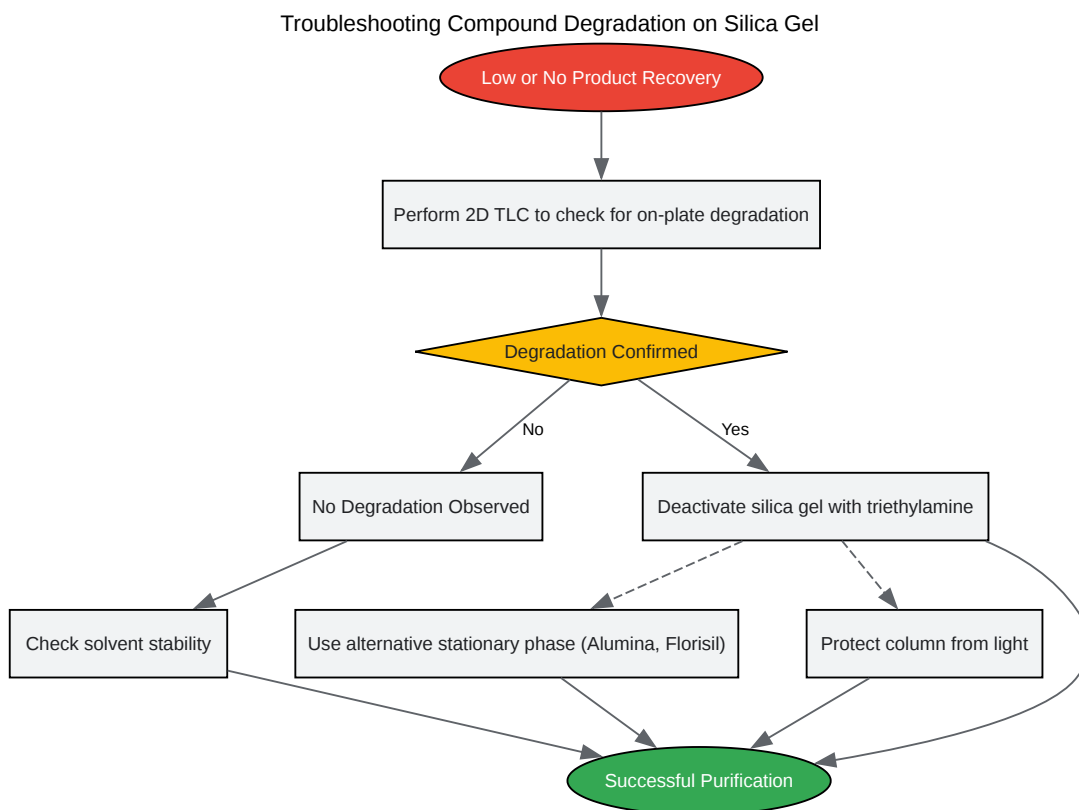 Troubleshooting Compound Degradation on Silica Gel
Low or No Product Recovery
Perform 2D TLC to check for on-plate degradation
Degradation Confirmed
No
Yes
No Degradation Observed
Deactivate silica gel with triethylamine
Check solvent stability
Use alternative stationary phase (Alumina, Florisil)
Protect column from light
Successful Purification